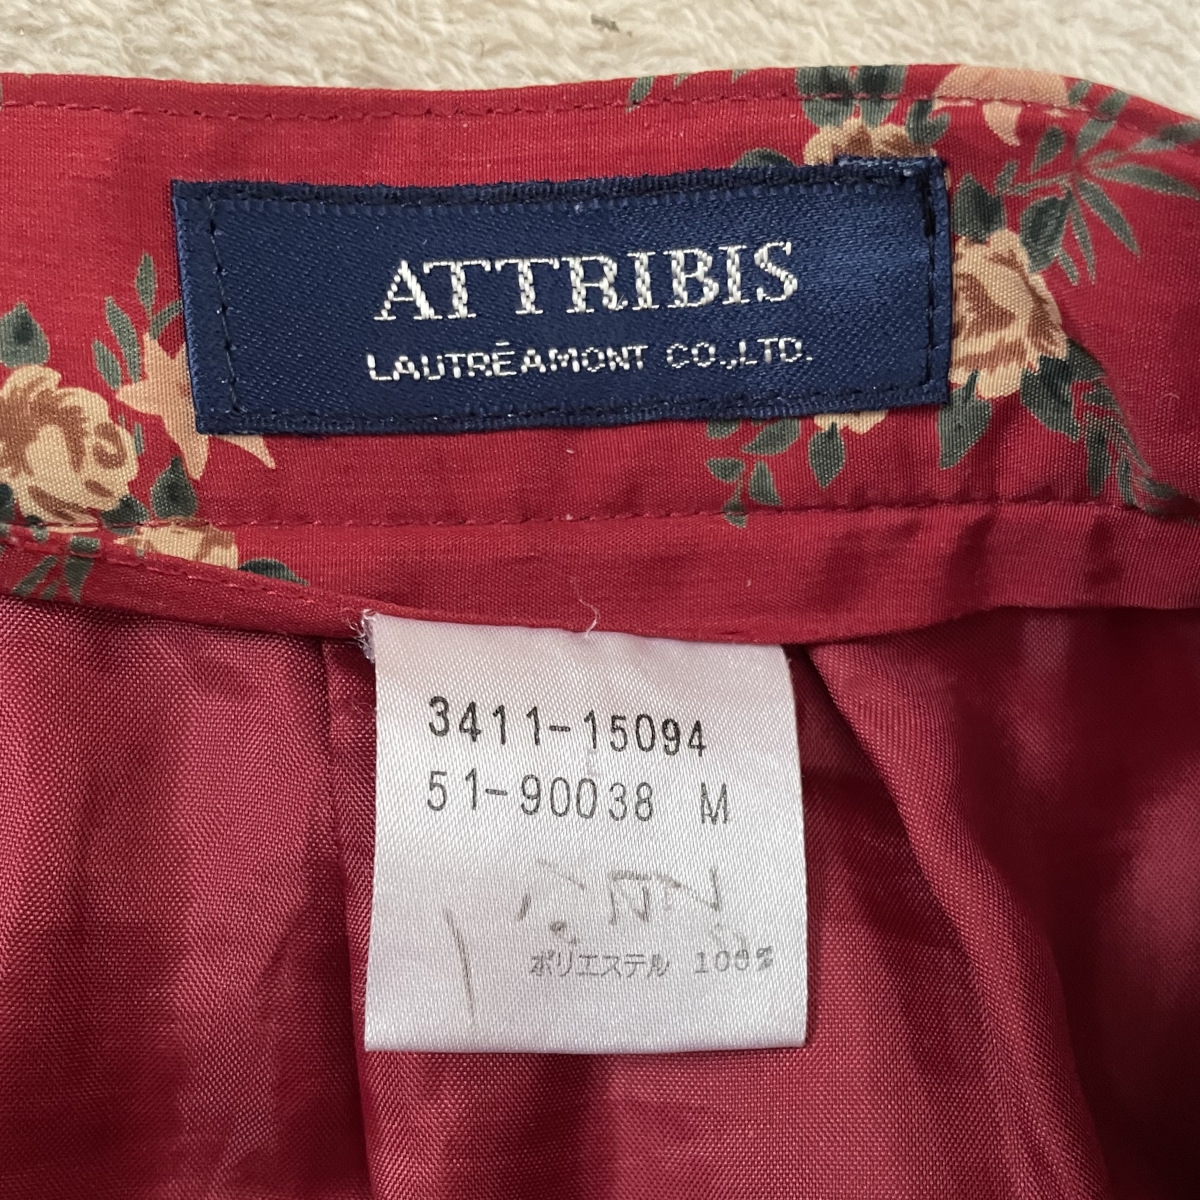 ATTRIBIS
LAUTRÉAMONT CO.,LTD.
3411-15094
51-90038 M
ポリエステル 100%